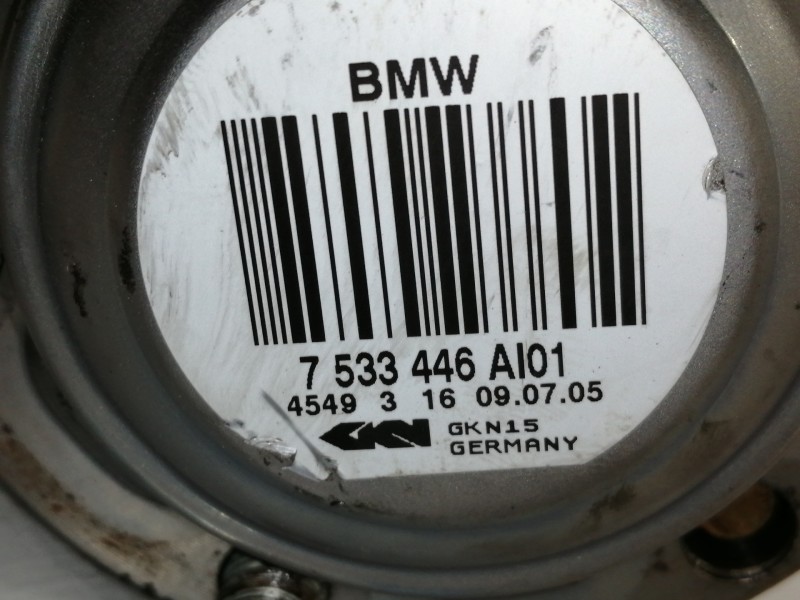 BMW
7 533 446 AI01
4549 3 16 09.07.05
GKN GKN15
GERMANY